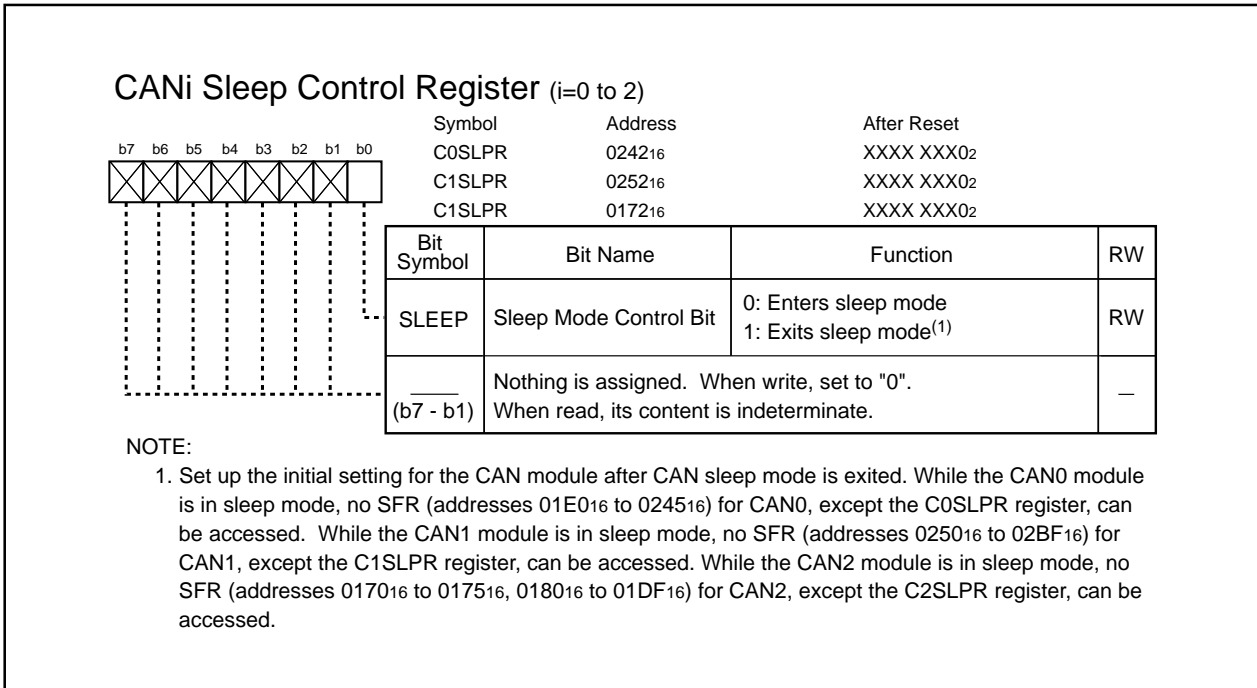 CANi Sleep Control Register (i=0 to 2)
Symbol Address After Reset
b7 b6 b5 b4 b3 b2 b1 b0
C0SLPR 024216 XXXX XXX02
C1SLPR 025216 XXXX XXX02
C1SLPR 017216 XXXX XXX02
Bit Symbol Bit Name Function RW
SLEEP Sleep Mode Control Bit 0: Enters sleep mode
1: Exits sleep mode(1) RW
(b7 - b1) Nothing is assigned. When write, set to "0".
When read, its content is indeterminate. —
NOTE:
1. Set up the initial setting for the CAN module after CAN sleep mode is exited. While the CAN0 module
is in sleep mode, no SFR (addresses 01E016 to 024516) for CAN0, except the C0SLPR register, can
be accessed. While the CAN1 module is in sleep mode, no SFR (addresses 025016 to 02BF16) for
CAN1, except the C1SLPR register, can be accessed. While the CAN2 module is in sleep mode, no
SFR (addresses 017016 to 017516, 018016 to 01DF16) for CAN2, except the C2SLPR register, can be
accessed.